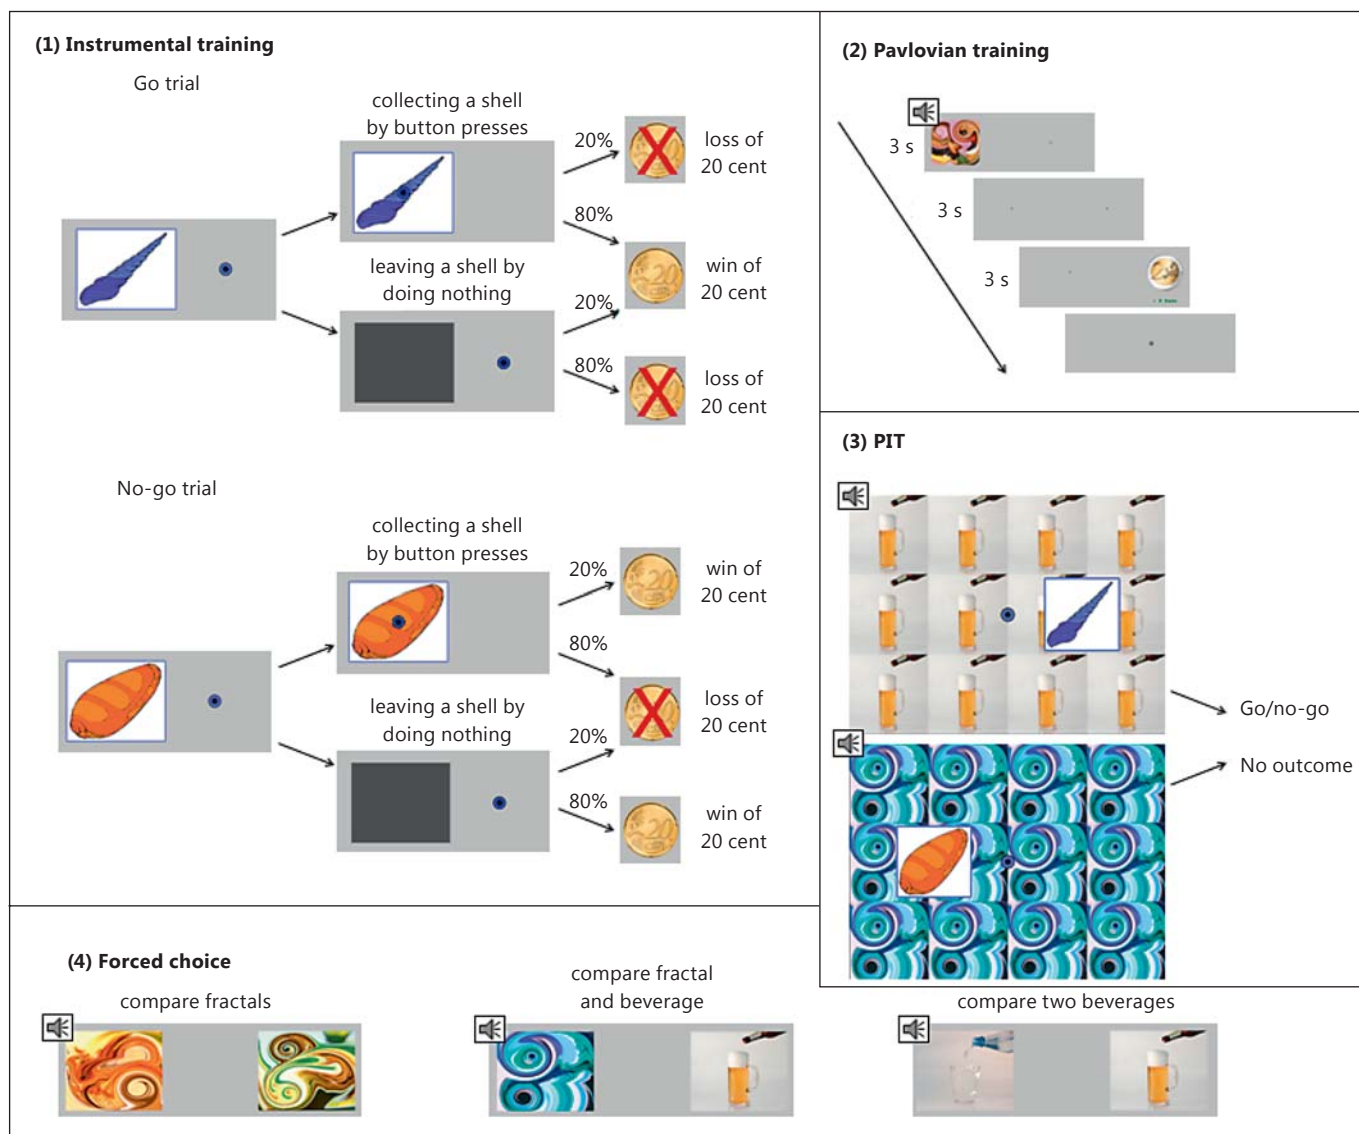 (1) Instrumental training
Go trial
collecting a shell
by button presses
20%
loss of
20 cent
80%
win of
20 cent
leaving a shell by
doing nothing
20%
80%
loss of
20 cent
No-go trial
collecting a shell
by button presses
20%
win of
20 cent
80%
loss of
20 cent
leaving a shell by
doing nothing
20%
80%
win of
20 cent
(2) Pavlovian training
3 s
3 s
3 s
(3) PIT
Go/no-go
No outcome
(4) Forced choice
compare fractals
compare fractal
and beverage
compare two beverages